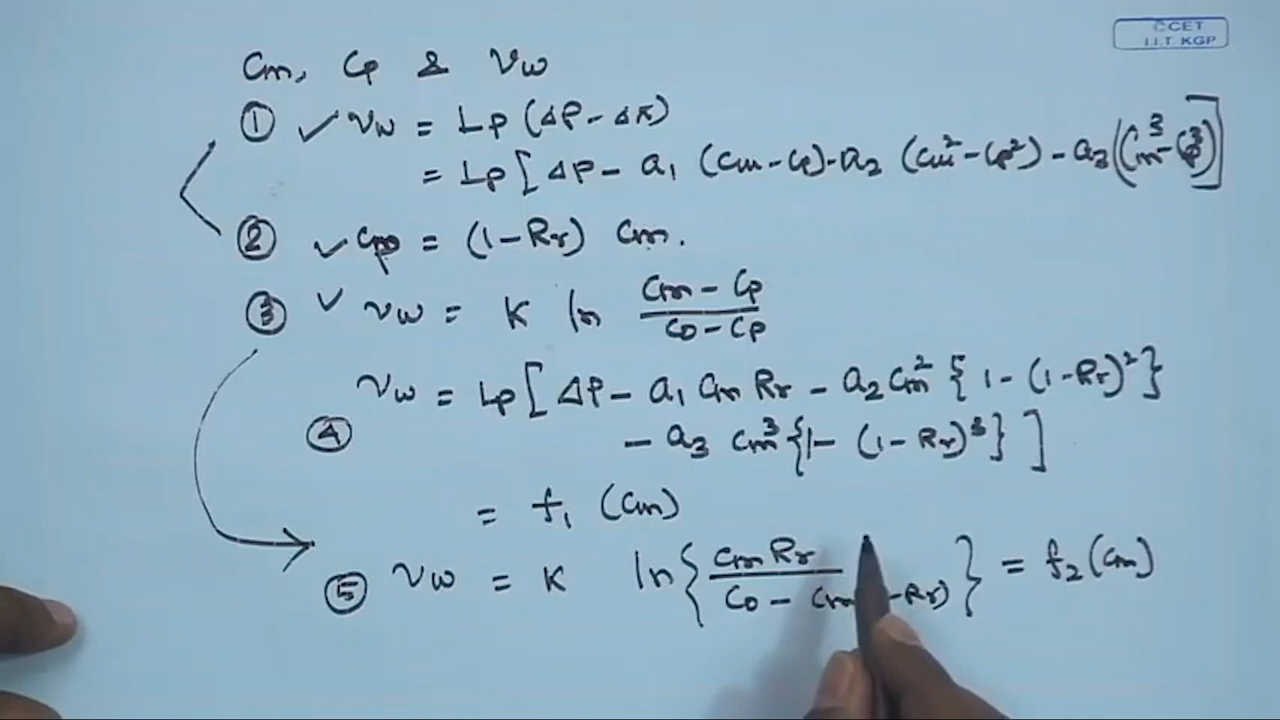 ©CET
I.I.T. KGP
Cm, Cp & Vw
① ✓ Vw = Lp (ΔP - Δπ)
= Lp [ ΔP - a₁ (Cm - Cp) - a₂ (Cm² - Cp²) - a₃ (Cm³ - Cp³) ]
② ✓ Cp = (1 - Rr) Cm.
③ ✓ Vw = K ln (Cm - Cp) / (C0 - Cp)
Vw = Lp [ ΔP - a₁ Cm Rr - a₂ Cm² { 1 - (1 - Rr)² }
④ - a₃ Cm³ { 1 - (1 - Rr)³ } ]
= f₁ (Cm)
⑤ Vw = K ln { Cm Rr / C0 - Cm - Rr) } = f₂ (Cm)